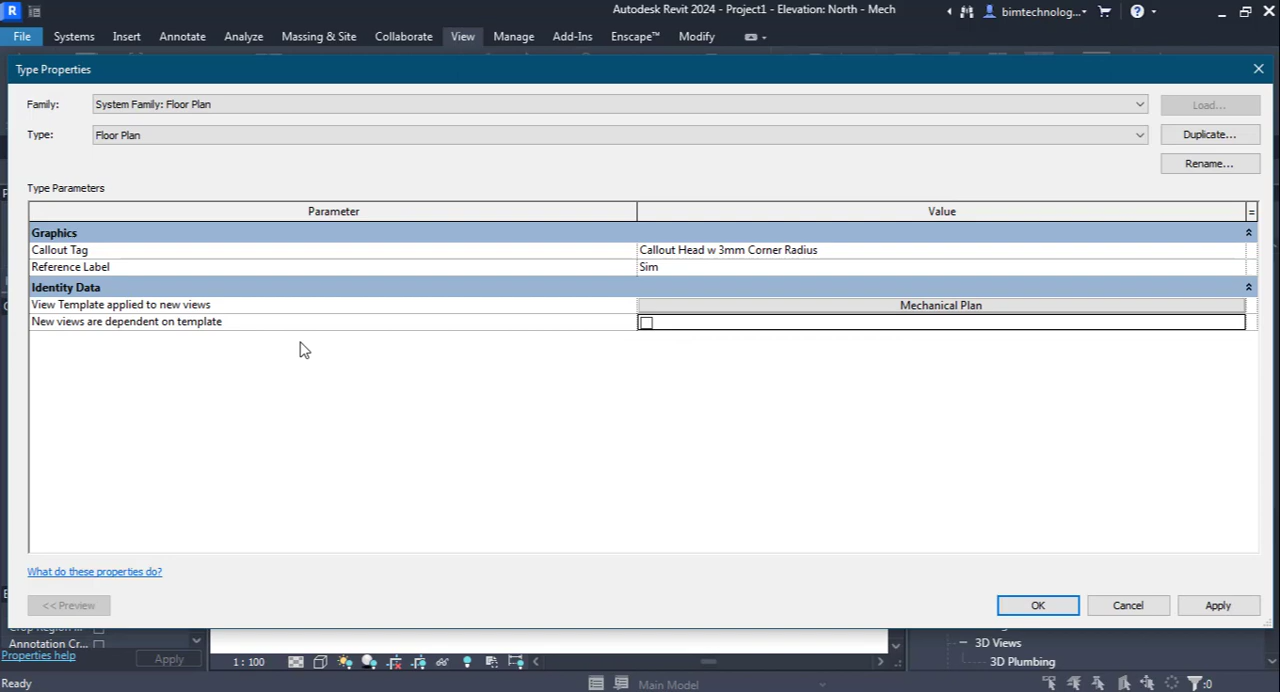 R
Autodesk Revit 2024 - Project1 - Elevation: North - Mech
bimtechnolog...
File Systems Insert Annotate Analyze Massing & Site Collaborate View Manage Add-Ins Enscape™ Modify
Type Properties
Family: System Family: Floor Plan Load...
Type: Floor Plan Duplicate...
Rename...
Type Parameters
Parameter Value =
Graphics
Callout Tag Callout Head w 3mm Corner Radius
Reference Label Sim
Identity Data
View Template applied to new views Mechanical Plan
New views are dependent on template
What do these properties do?
<< Preview OK Cancel Apply
Annotation Cr...
3D Views
Properties help Apply 1 : 100 3D Plumbing
Ready Main Model :0